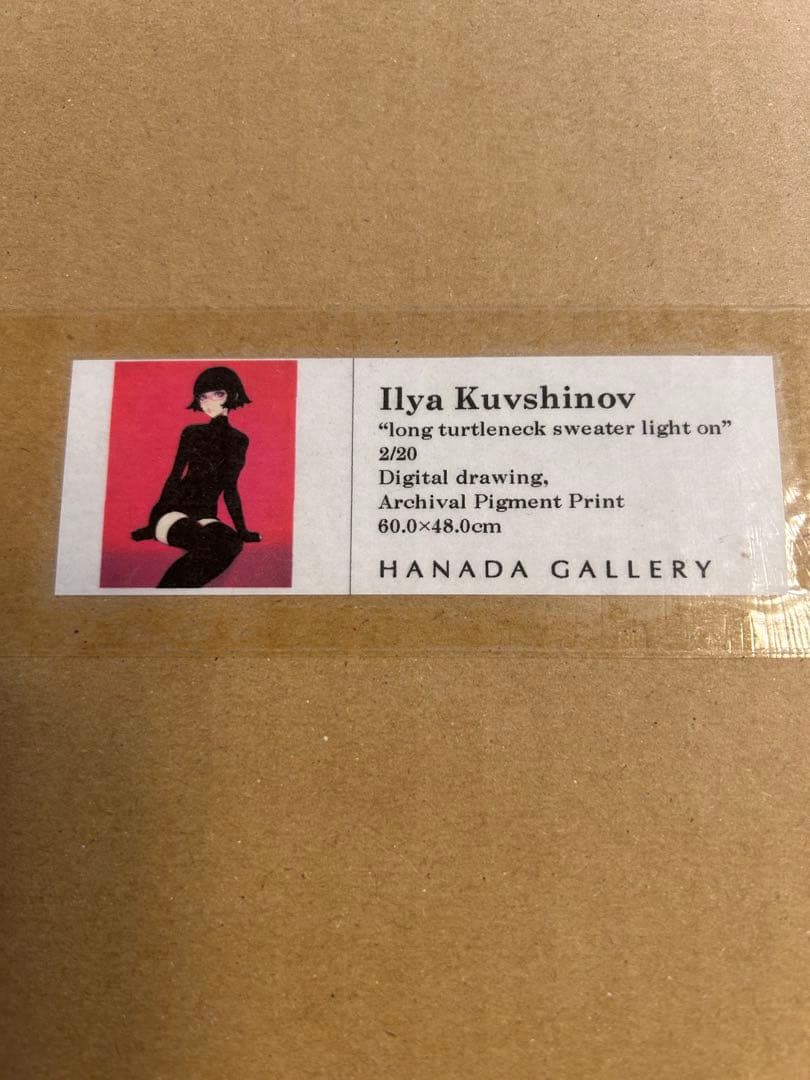 Ilya Kuvshinov
“long turtleneck sweater light on”
2/20
Digital drawing,
Archival Pigment Print
60.0×48.0cm
HANADA GALLERY